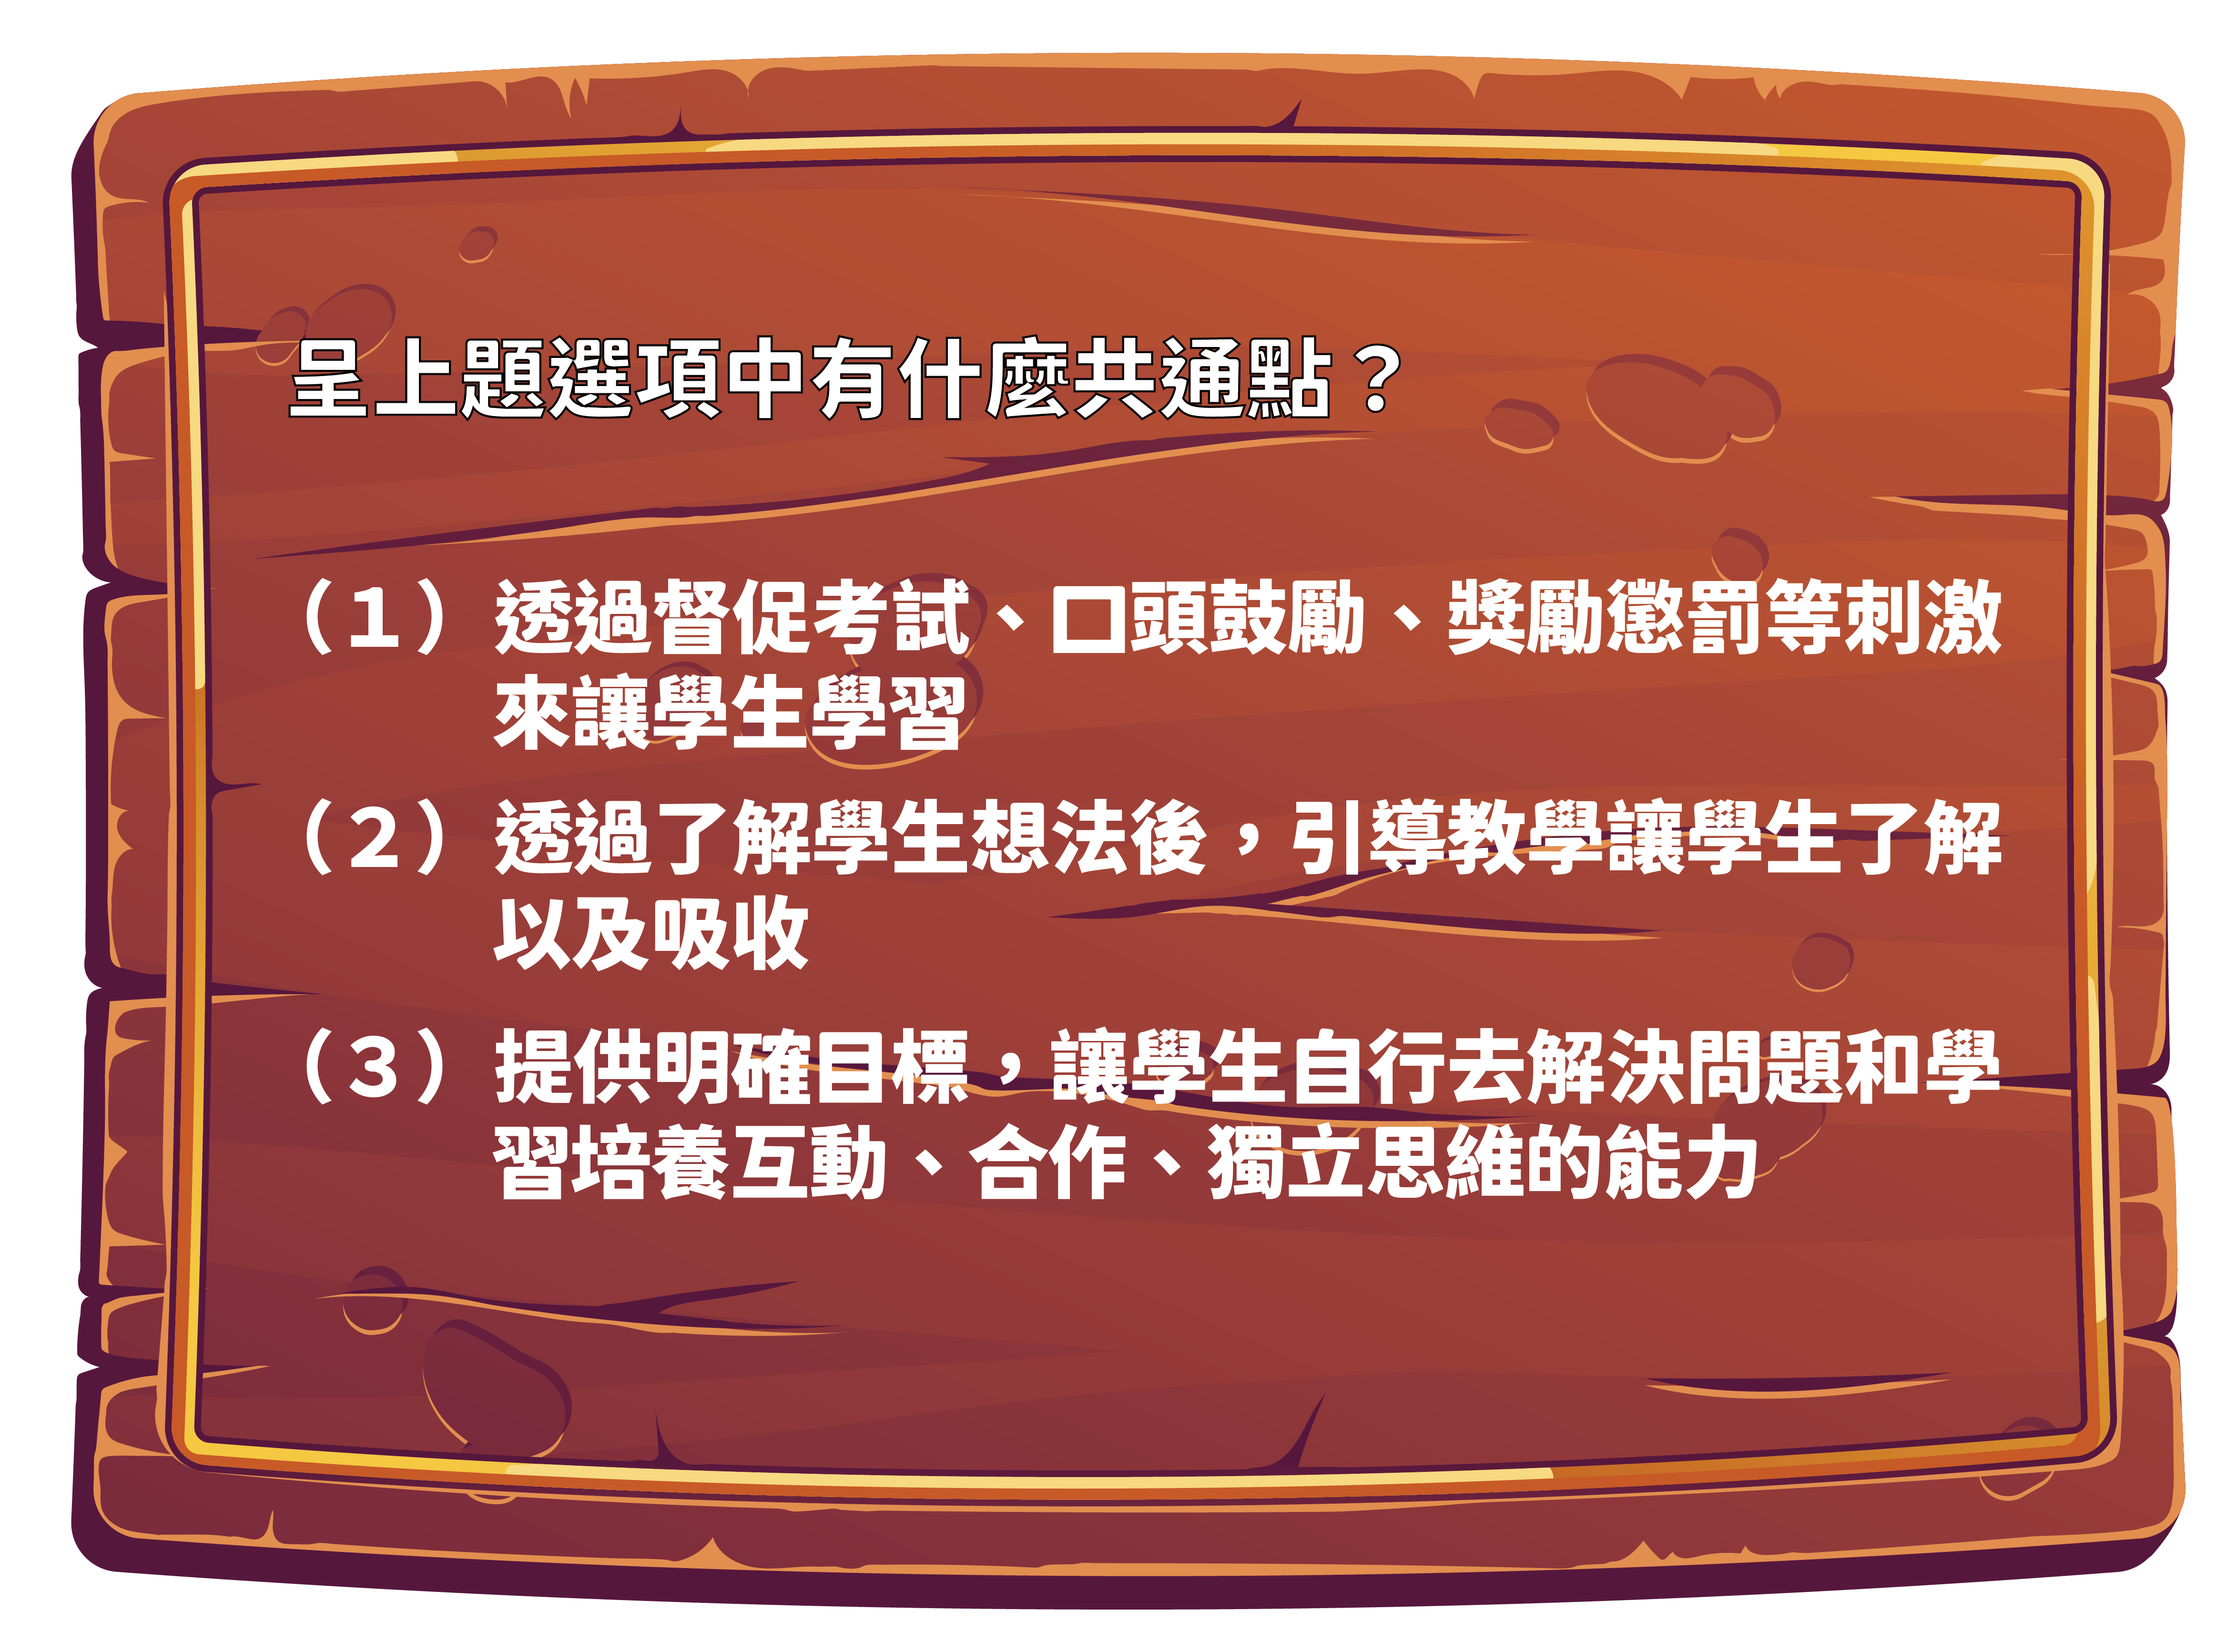 呈上題選項中有什麼共通點？
（1）透過督促考試、口頭鼓勵、獎勵懲罰等刺激
來讓學生學習
（2）透過了解學生想法後，引導教學讓學生了解
以及吸收
（3）提供明確目標，讓學生自行去解決問題和學
習培養互動、合作、獨立思維的能力